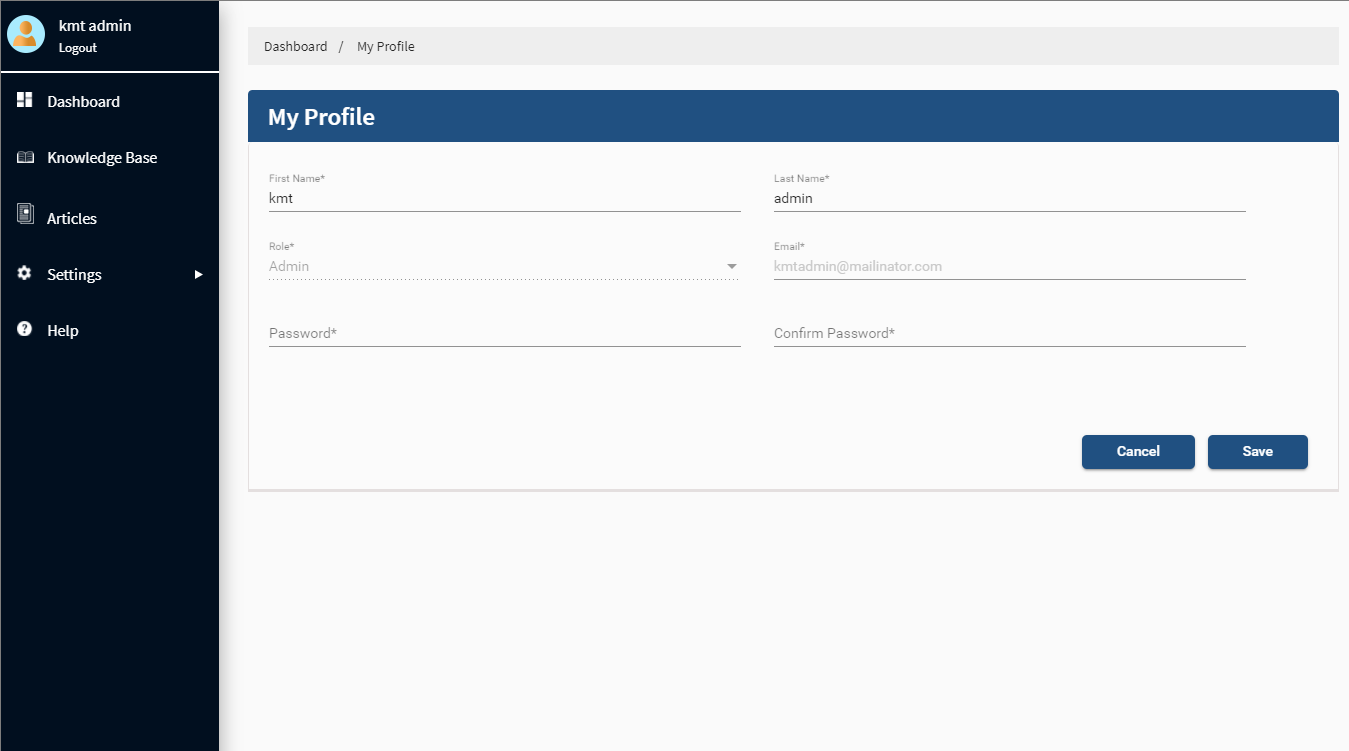 kmt admin
Logout
Dashboard
Knowledge Base
Articles
Settings
Help
Dashboard / My Profile
My Profile
First Name*
kmt
Last Name*
admin
Role*
Admin
Email*
kmtadmin@mailinator.com
Password*
Confirm Password*
Cancel
Save